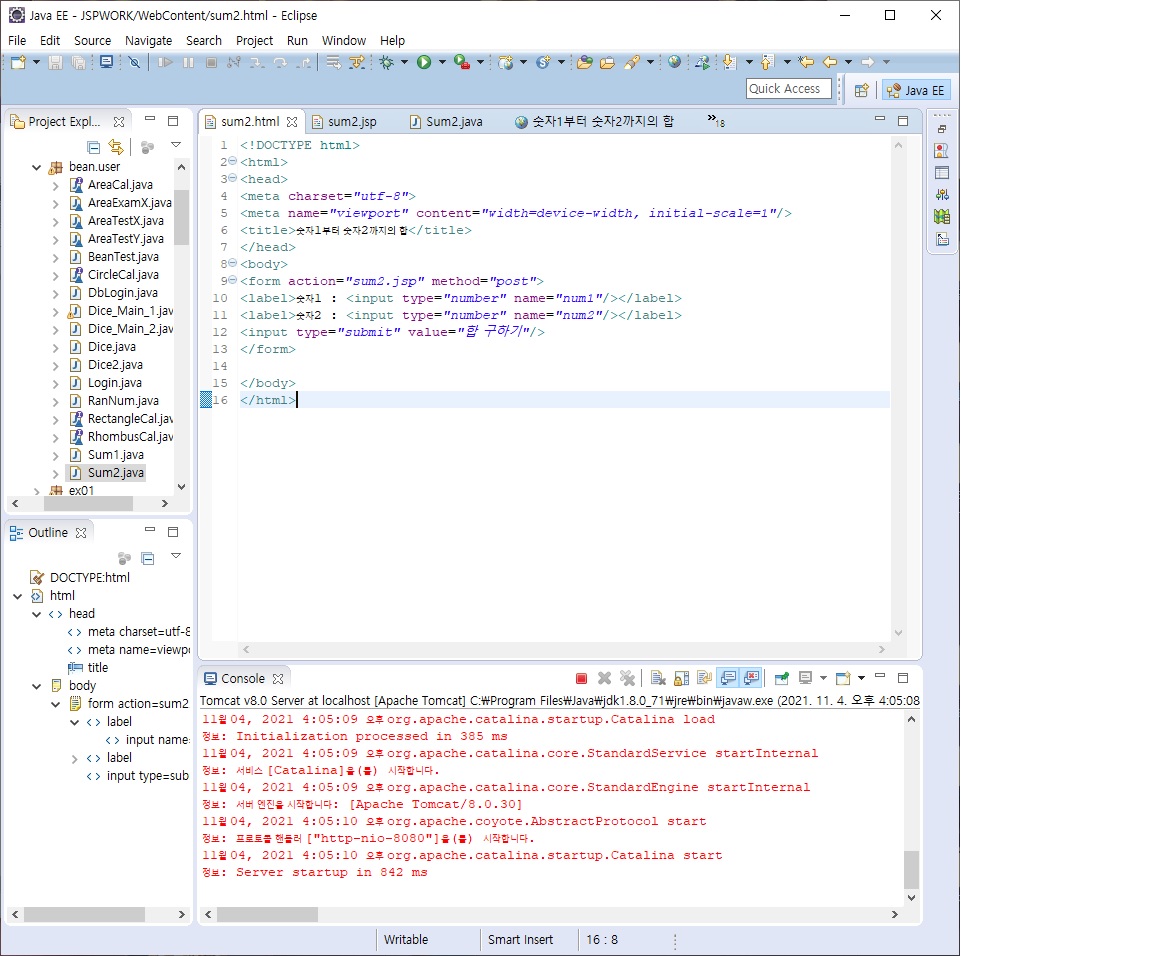 Java EE - JSPWORK/WebContent/sum2.html - Eclipse
File Edit Source Navigate Search Project Run Window Help
Quick Access
Java EE
Project Expl...
bean.user
AreaCal.java
AreaExamX.java
AreaTestX.java
AreaTestY.java
BeanTest.java
CircleCal.java
DbLogin.java
Dice_Main_1.jav
Dice_Main_2.jav
Dice.java
Dice2.java
Login.java
RanNum.java
RectangleCal.jav
RhombusCal.jav
Sum1.java
Sum2.java
ex01
Outline
DOCTYPE:html
html
head
meta charset=utf-8
meta name=viewpo
title
body
form action=sum2
label
input name:
label
input type=sub
sum2.html sum2.jsp Sum2.java 숫자1부터 숫자2까지의 합 »18
1 <!DOCTYPE html>
2 <html>
3 <head>
4 <meta charset="utf-8">
5 <meta name="viewport" content="width=device-width, initial-scale=1"/>
6 <title>숫자1부터 숫자2까지의 합</title>
7 </head>
8 <body>
9 <form action="sum2.jsp" method="post">
10 <label>숫자1 : <input type="number" name="num1"/></label>
11 <label>숫자2 : <input type="number" name="num2"/></label>
12 <input type="submit" value="합 구하기"/>
13 </form>
14
15 </body>
16 </html>
Console
Tomcat v8.0 Server at localhost [Apache Tomcat] C:₩Program Files₩Java₩jdk1.8.0_71₩jre₩bin₩javaw.exe (2021. 11. 4. 오후 4:05:08
11월 04, 2021 4:05:09 오후 org.apache.catalina.startup.Catalina load
정보: Initialization processed in 385 ms
11월 04, 2021 4:05:09 오후 org.apache.catalina.core.StandardService startInternal
정보: 서비스 [Catalina]을(를) 시작합니다.
11월 04, 2021 4:05:09 오후 org.apache.catalina.core.StandardEngine startInternal
정보: 서버 엔진을 시작합니다: [Apache Tomcat/8.0.30]
11월 04, 2021 4:05:10 오후 org.apache.coyote.AbstractProtocol start
정보: 프로토콜 핸들러 ["http-nio-8080"]을(를) 시작합니다.
11월 04, 2021 4:05:10 오후 org.apache.catalina.startup.Catalina start
정보: Server startup in 842 ms
Writable Smart Insert 16 : 8